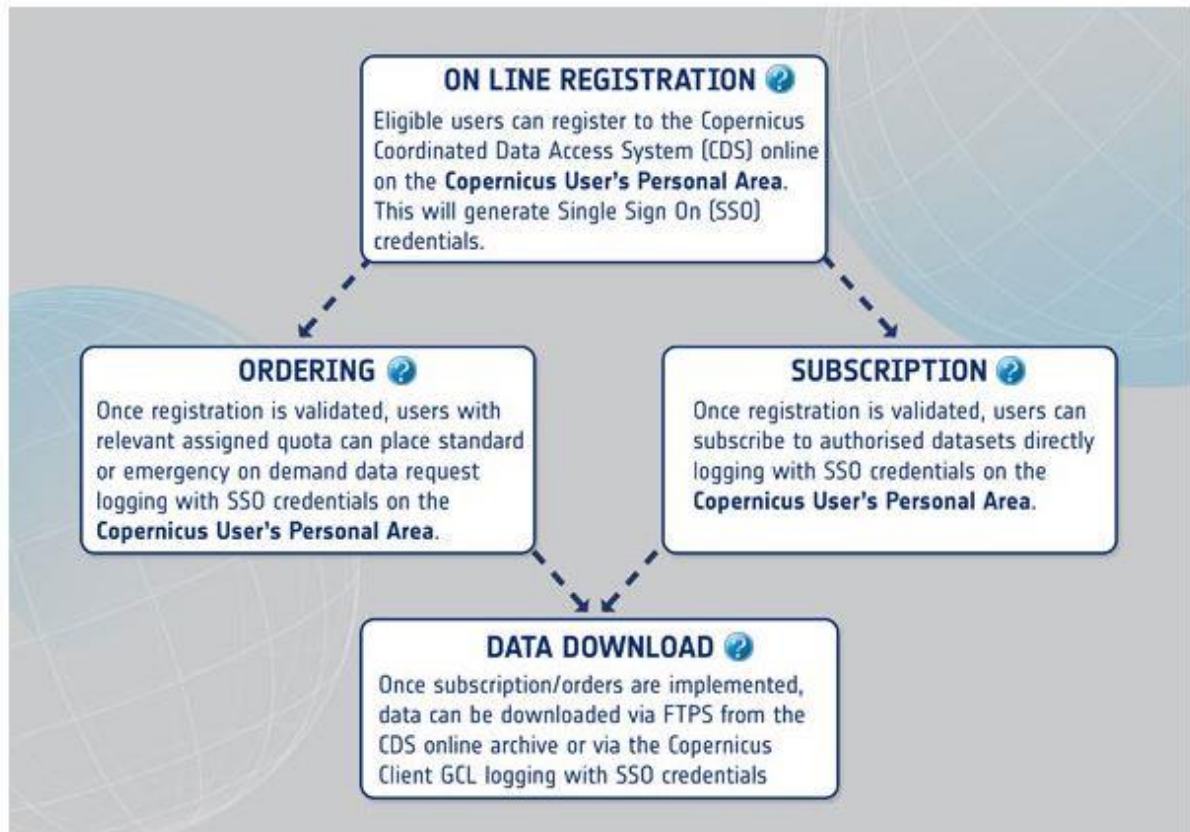 ON LINE REGISTRATION ?
Eligible users can register to the Copernicus
Coordinated Data Access System (CDS) online
on the Copernicus User's Personal Area.
This will generate Single Sign On (SSO)
credentials.
ORDERING ?
Once registration is validated, users with
relevant assigned quota can place standard
or emergency on demand data request
logging with SSO credentials on the
Copernicus User's Personal Area.
SUBSCRIPTION ?
Once registration is validated, users can
subscribe to authorised datasets directly
logging with SSO credentials on the
Copernicus User's Personal Area.
DATA DOWNLOAD ?
Once subscription/orders are implemented,
data can be downloaded via FTPS from the
CDS online archive or via the Copernicus
Client GCL logging with SSO credentials